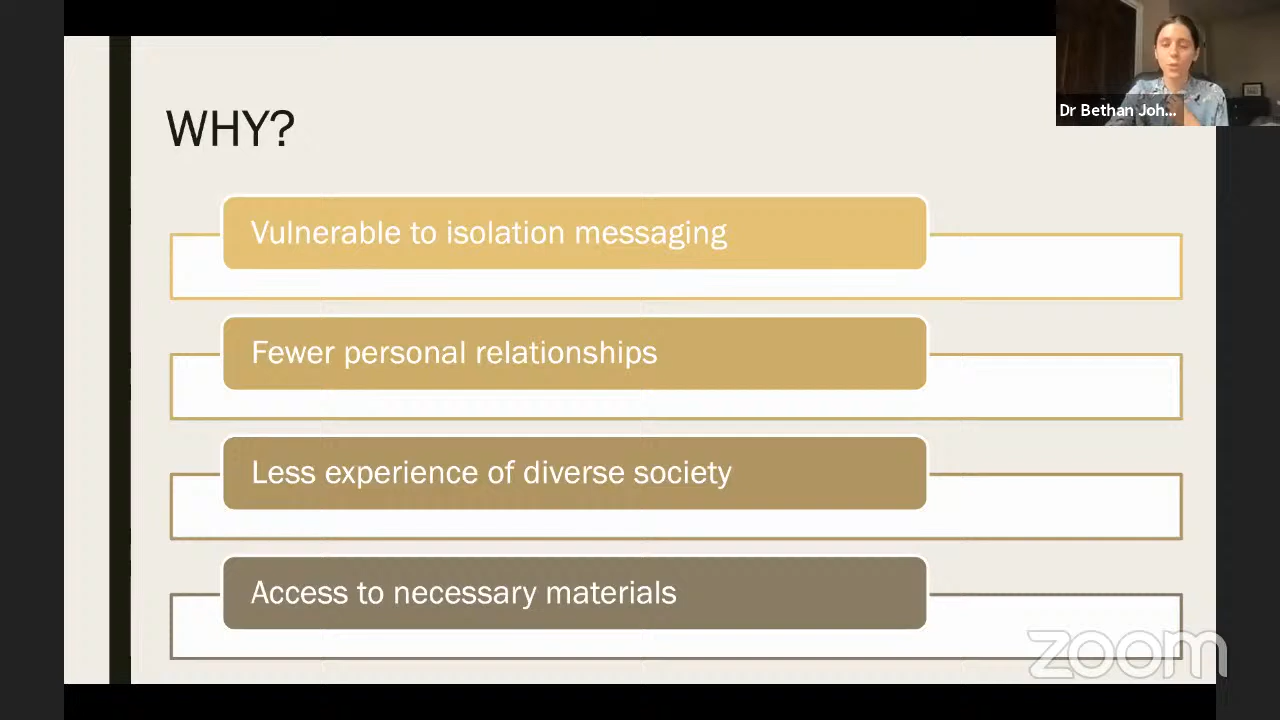 Dr Bethan Joh...
WHY?
Vulnerable to isolation messaging
Fewer personal relationships
Less experience of diverse society
Access to necessary materials
zoom